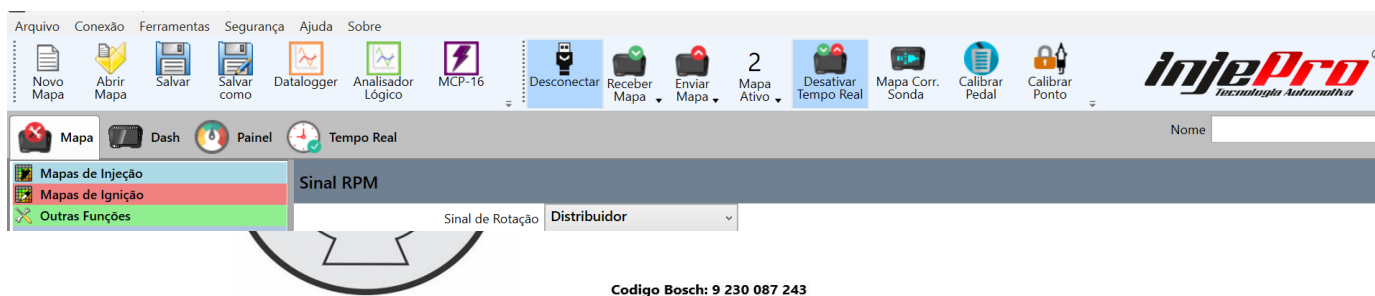 Arquivo Conexão Ferramentas Segurança Ajuda Sobre
Novo Mapa
Abrir Mapa
Salvar
Salvar como
Datalogger
Analisador Lógico
MCP-16
Desconectar
Receber Mapa
Enviar Mapa
2
Mapa Ativo
Desativar Tempo Real
Mapa Corr. Sonda
Calibrar Pedal
Calibrar Ponto
injePro
Tecnologia Automotiva
Mapa Dash Painel Tempo Real Nome
Mapas de Injeção
Mapas de Ignição
Outras Funções
Sinal RPM
Sinal de Rotação Distribuidor
Codigo Bosch: 9 230 087 243